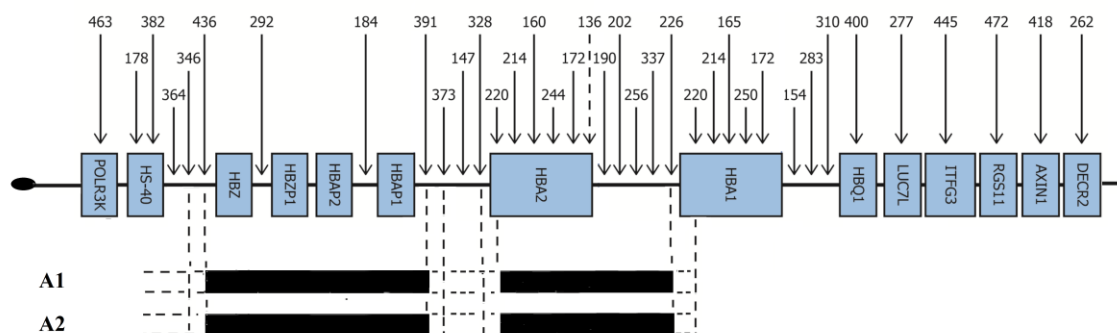 463 382 436 292 184 391 328 160 136 202 226 165 310 400 277 445 472 418 262
178 346 147 214 172 190 337 214 172 283
364 373 220 244 256 220 250 154
POLR3K HS-40 HBZ HBZP1 HBAP2 HBAP1 HBA2 HBA1 HBQ1 LUC7L ITFG3 RGS11 AXIN1 DECR2
A1
A2